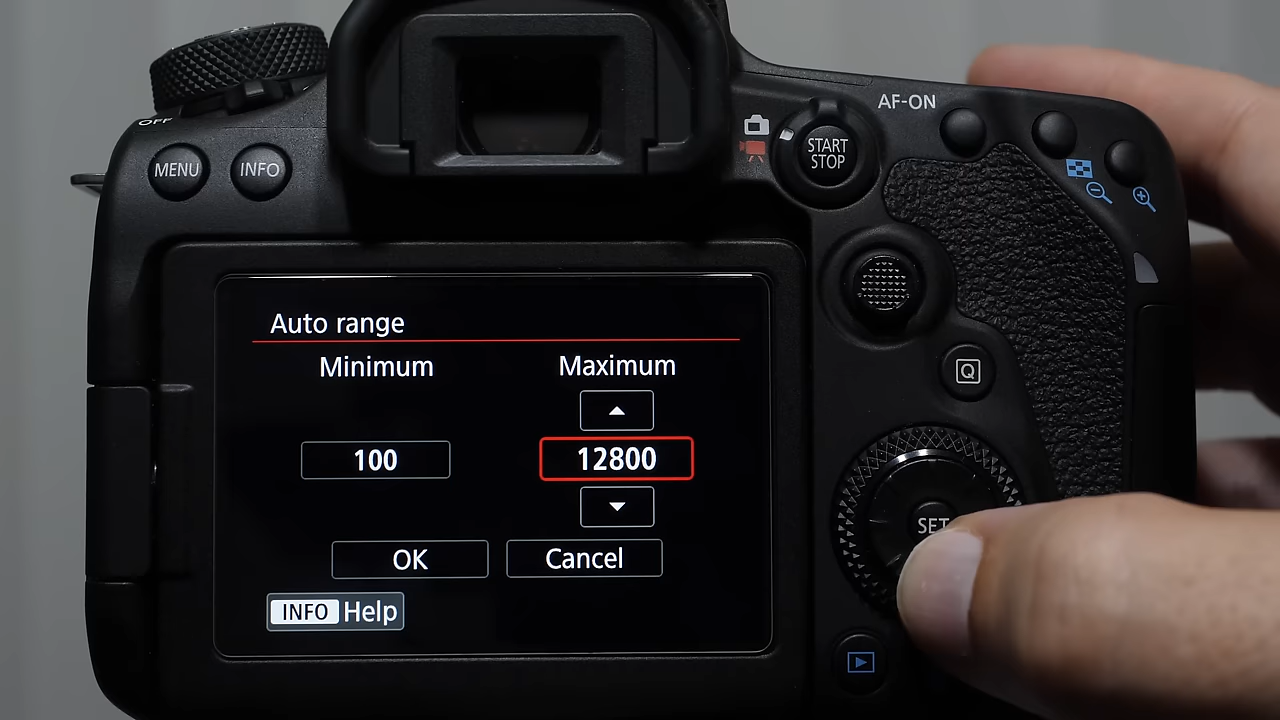 OFF
MENU
INFO
START
STOP
AF-ON
Q
SET
Auto range
Minimum
Maximum
100
12800
OK
Cancel
INFO Help